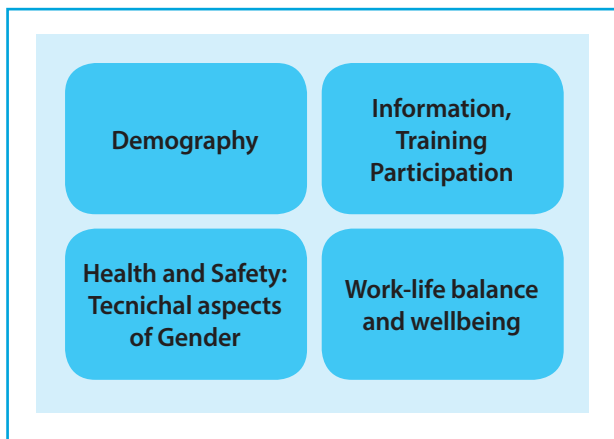 Demography
Information,
Training
Participation
Health and Safety:
Tecnichal aspects
of Gender
Work-life balance
and wellbeing